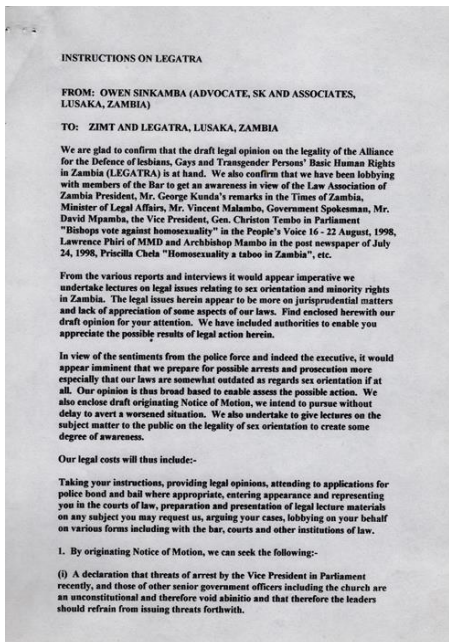 INSTRUCTIONS ON LEGATRA
FROM: OWEN SINKAMBA (ADVOCATE, SK AND ASSOCIATES,
LUSAKA, ZAMBIA)
TO: ZIMT AND LEGATRA, LUSAKA, ZAMBIA
We are glad to confirm that the draft legal opinion on the legality of the Alliance
for the Defence of lesbians, Gays and Transgender Persons' Basic Human Rights
in Zambia (LEGATRA) is at hand. We also confirm that we have been lobbying
with members of the Bar to get an awareness in view of the Law Association of
Zambia President, Mr. George Kunda's remarks in the Times of Zambia,
Minister of Legal Affairs, Mr. Vincent Malambo, Government Spokesman, Mr.
David Mpamba, the Vice President, Gen. Christon Tembo in Parliament
"Bishops vote against homosexuality" in the People's Voice 16 - 22 August, 1998,
Lawrence Phiri of MMD and Archbishop Mambo in the post newspaper of July
24, 1998, Priscilla Chela "Homosexuality a taboo in Zambia", etc.
From the various reports and interviews it would appear imperative we
undertake lectures on legal issues relating to sex orientation and minority rights
in Zambia. The legal issues herein appear to be more on jurisprudential matters
and lack of appreciation of some aspects of our laws. Find enclosed herewith our
draft opinion for your attention. We have included authorities to enable you
appreciate the possible results of legal action herein.
In view of the sentiments from the police force and indeed the executive, it would
appear imminent that we prepare for possible arrests and prosecution more
especially that our laws are somewhat outdated as regards sex orientation if at
all. Our opinion is thus broad based to enable assess the possible action. We
also enclose draft originating Notice of Motion, we intend to pursue without
delay to avert a worsened situation. We also undertake to give lectures on the
subject matter to the public on the legality of sex orientation to create some
degree of awareness.
Our legal costs will thus include:-
Taking your instructions, providing legal opinions, attending to applications for
police bond and bail where appropriate, entering appearance and representing
you in the courts of law, preparation and presentation of legal lecture materials
on any subject you may request us, arguing your cases, lobbying on your behalf
on various forms including with the bar, courts and other institutions of law.
1. By originating Notice of Motion, we can seek the following:-
(i) A declaration that threats of arrest by the Vice President in Parliament
recently, and those of other senior government officers including the church are
an unconstitutional and therefore void abinitio and that therefore the leaders
should refrain from issuing threats forthwith.